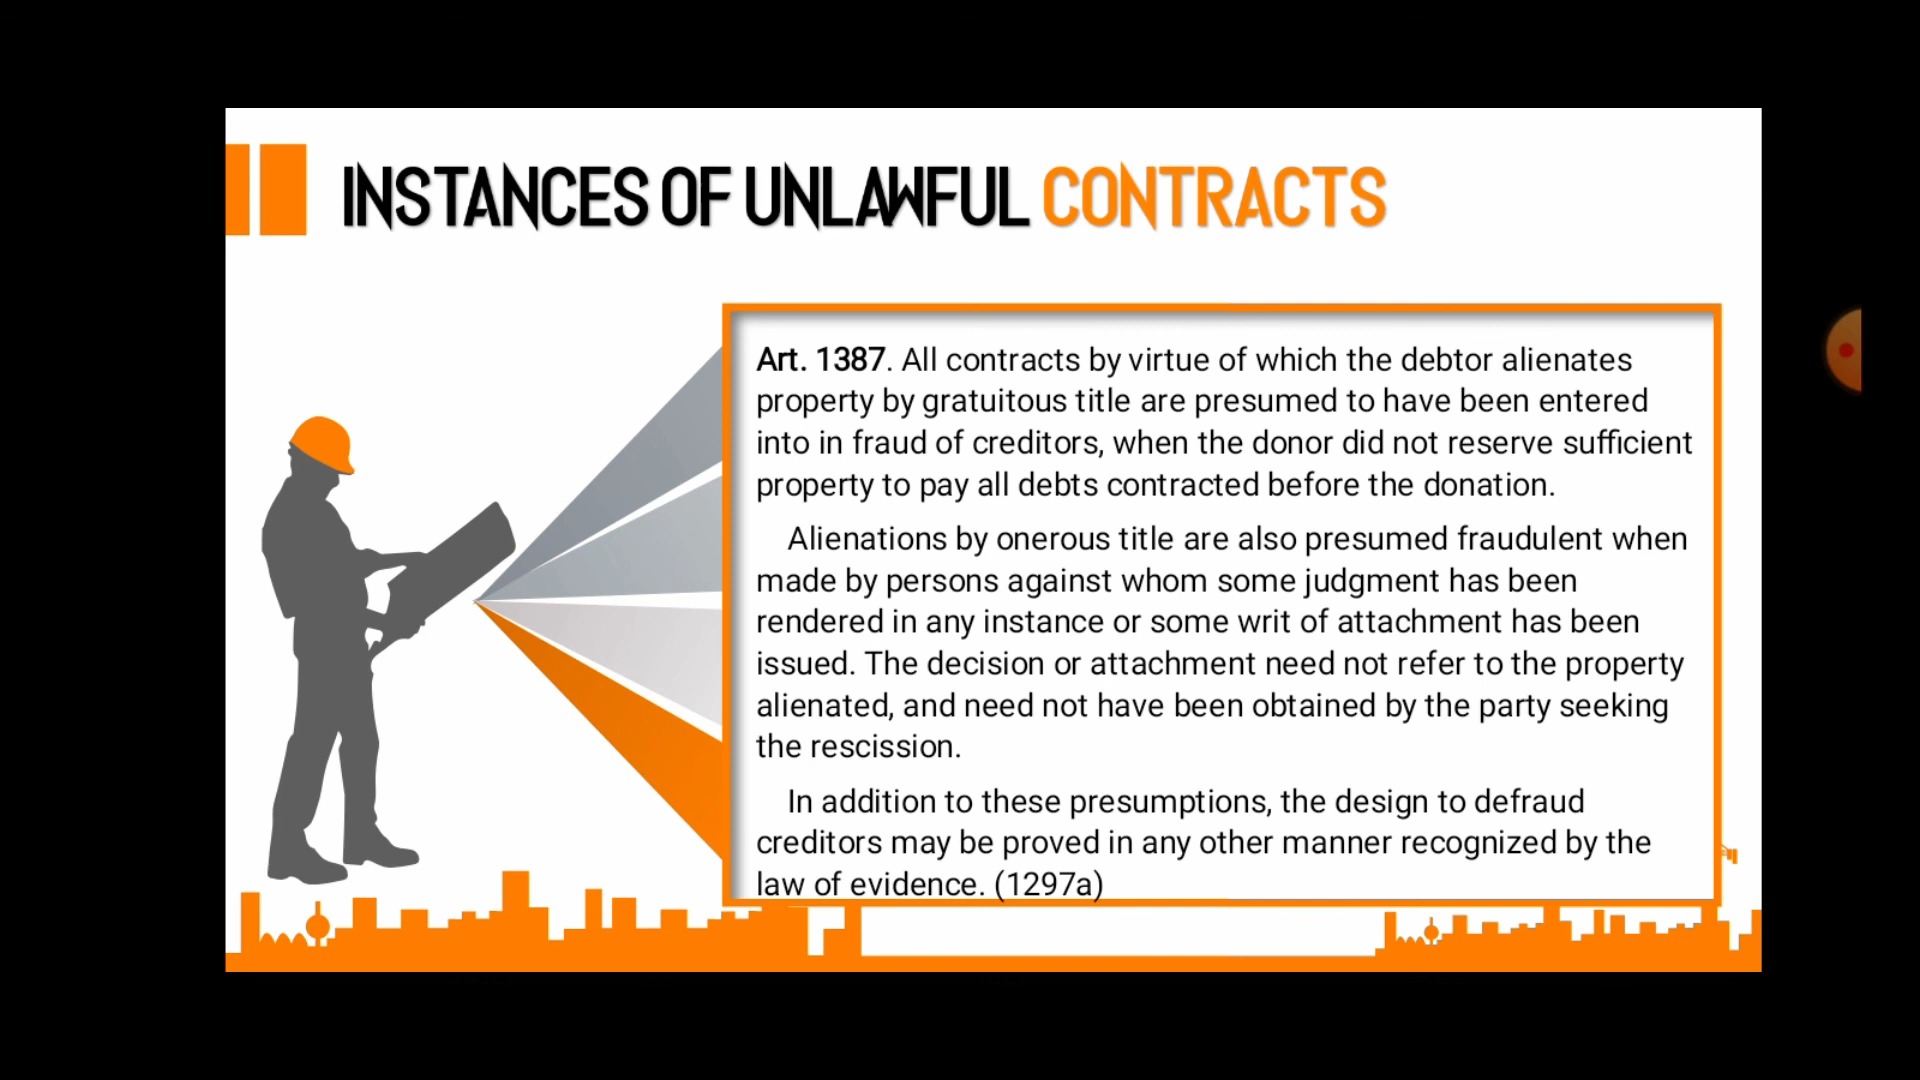 INSTANCES OF UNLAWFUL CONTRACTS
Art. 1387. All contracts by virtue of which the debtor alienates
property by gratuitous title are presumed to have been entered
into in fraud of creditors, when the donor did not reserve sufficient
property to pay all debts contracted before the donation.
Alienations by onerous title are also presumed fraudulent when
made by persons against whom some judgment has been
rendered in any instance or some writ of attachment has been
issued. The decision or attachment need not refer to the property
alienated, and need not have been obtained by the party seeking
the rescission.
In addition to these presumptions, the design to defraud
creditors may be proved in any other manner recognized by the
law of evidence. (1297a)